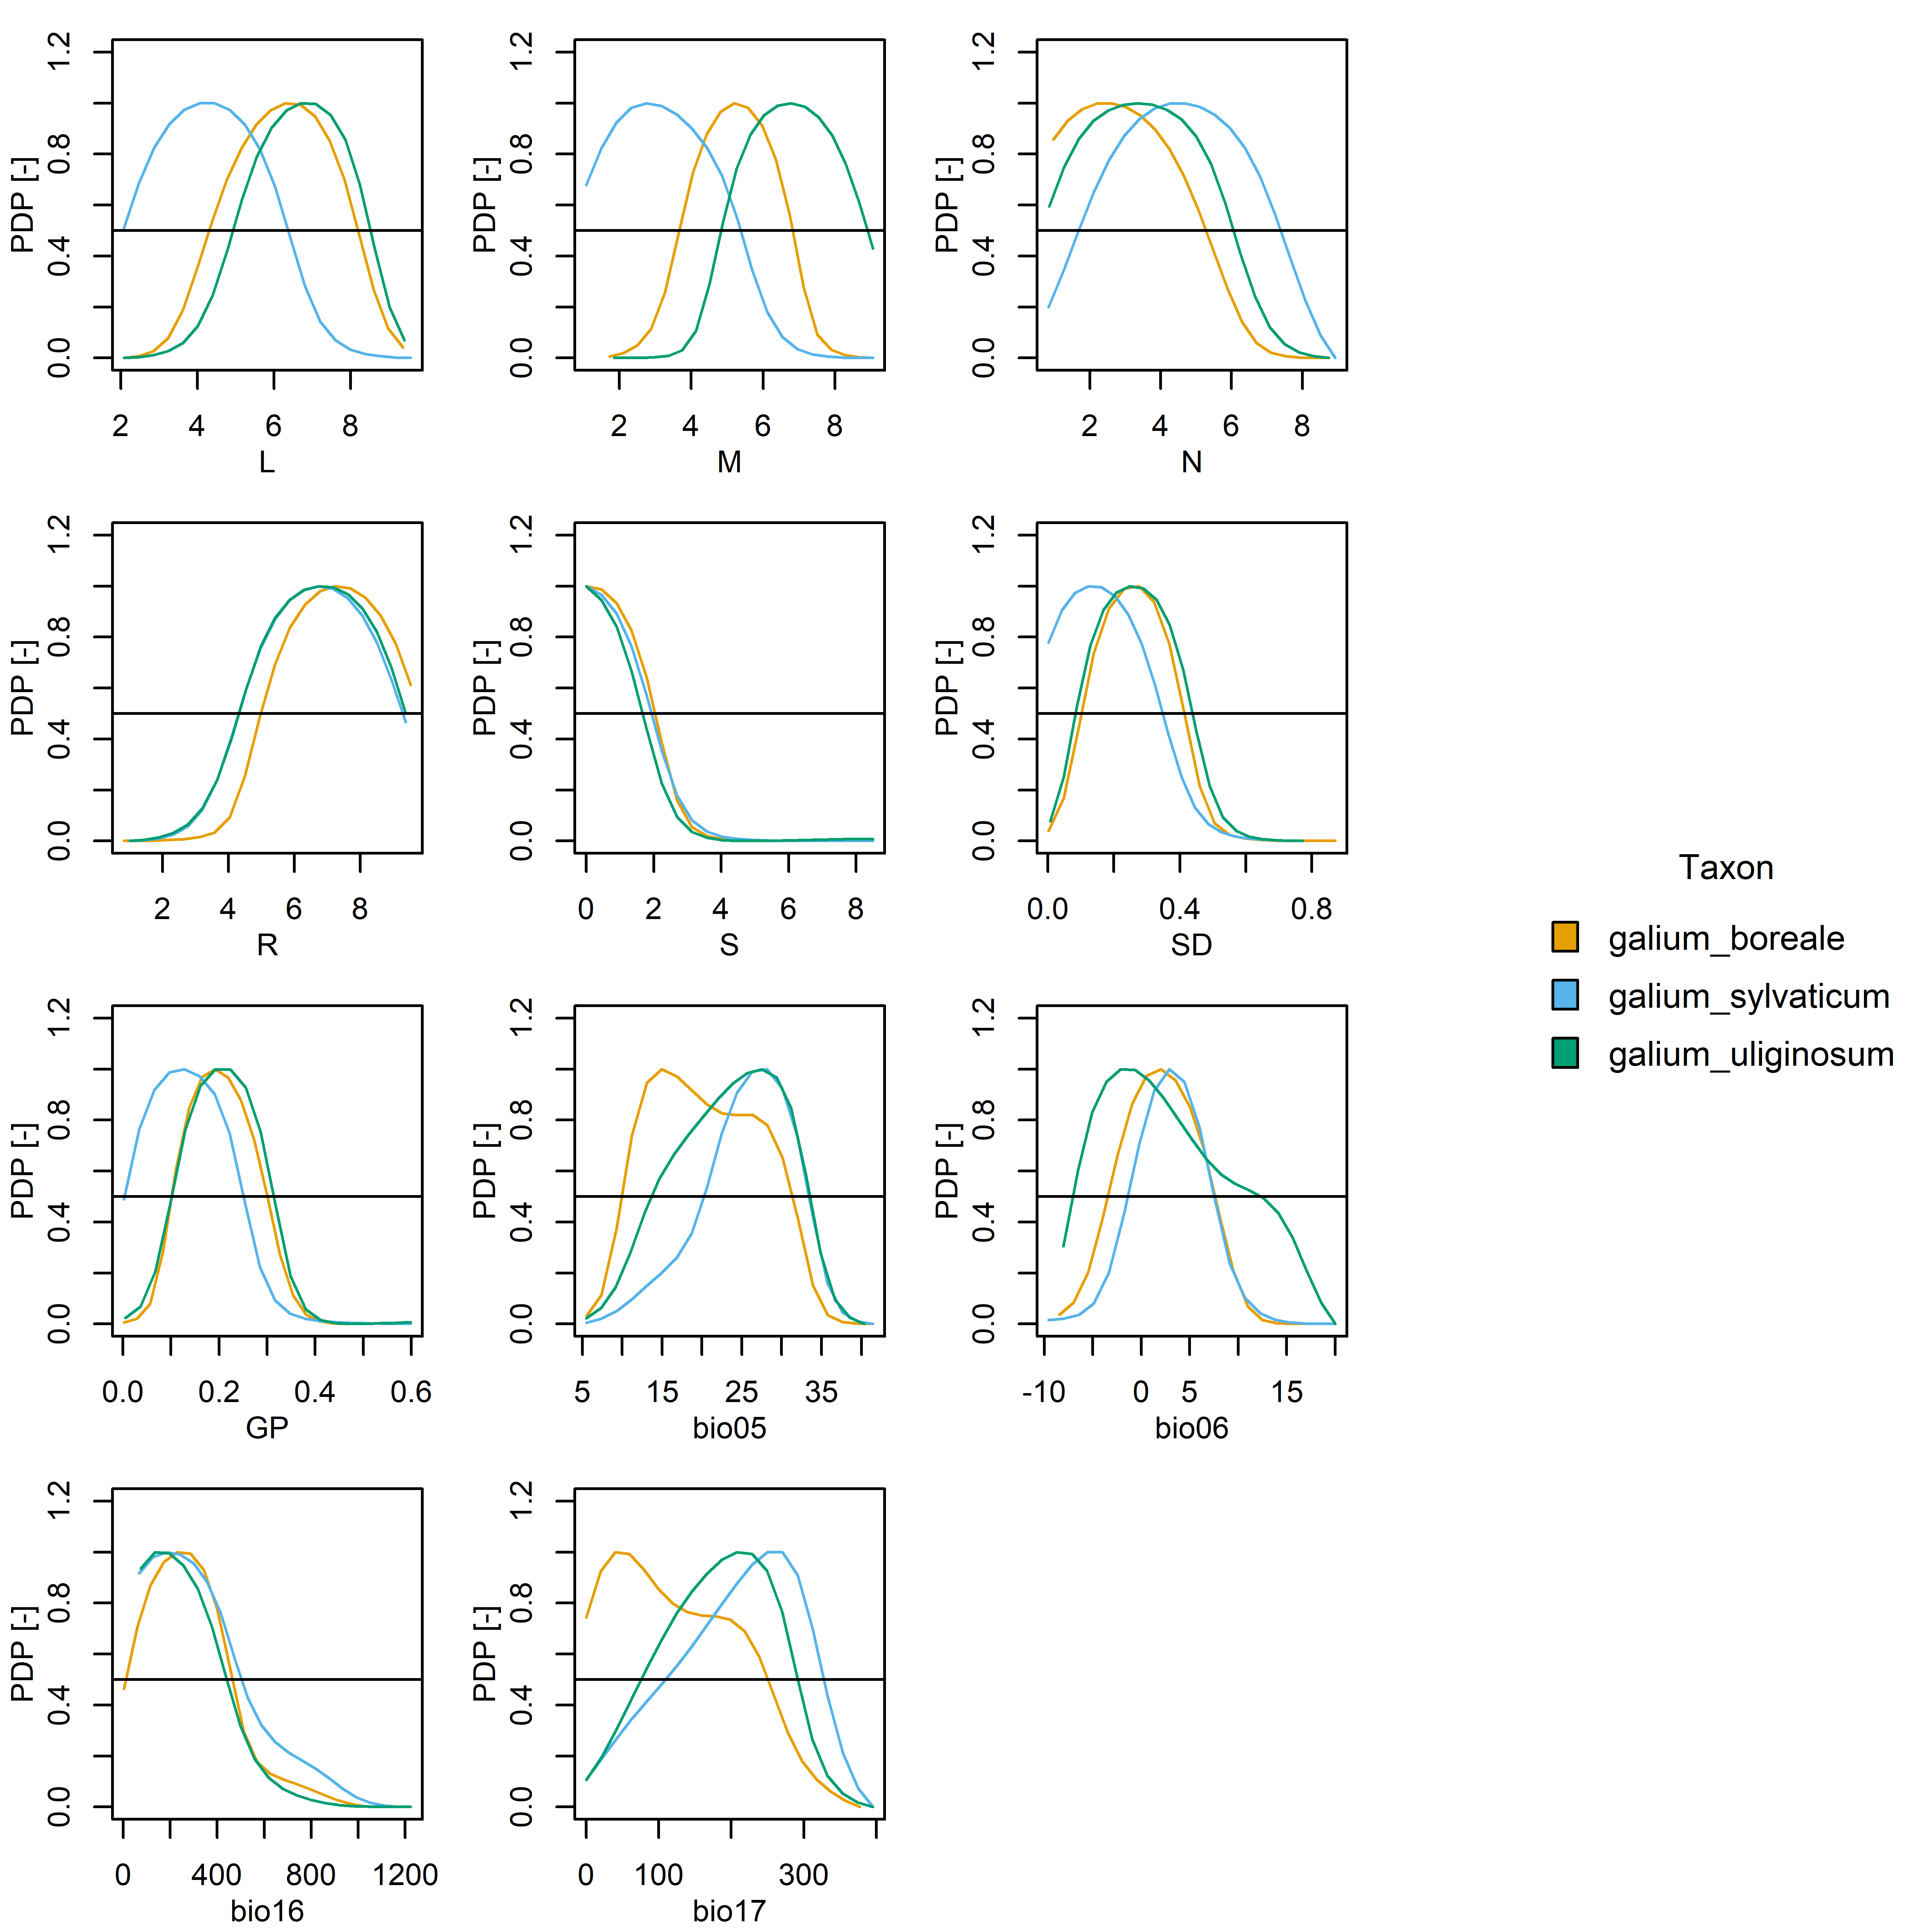 PDP [-]
0.0 0.4 0.8 1.2
2 4 6 8
L
PDP [-]
0.0 0.4 0.8 1.2
2 4 6 8
M
PDP [-]
0.0 0.4 0.8 1.2
2 4 6 8
N
PDP [-]
0.0 0.4 0.8 1.2
2 4 6 8
R
PDP [-]
0.0 0.4 0.8 1.2
0 2 4 6 8
S
PDP [-]
0.0 0.4 0.8 1.2
0.0 0.4 0.8
SD
PDP [-]
0.0 0.4 0.8 1.2
0.0 0.2 0.4 0.6
GP
PDP [-]
0.0 0.4 0.8 1.2
5 15 25 35
bio05
PDP [-]
0.0 0.4 0.8 1.2
-10 0 5 15
bio06
PDP [-]
0.0 0.4 0.8 1.2
0 400 800 1200
bio16
PDP [-]
0.0 0.4 0.8 1.2
0 100 300
bio17
Taxon
galium_boreale
galium_sylvaticum
galium_uliginosum